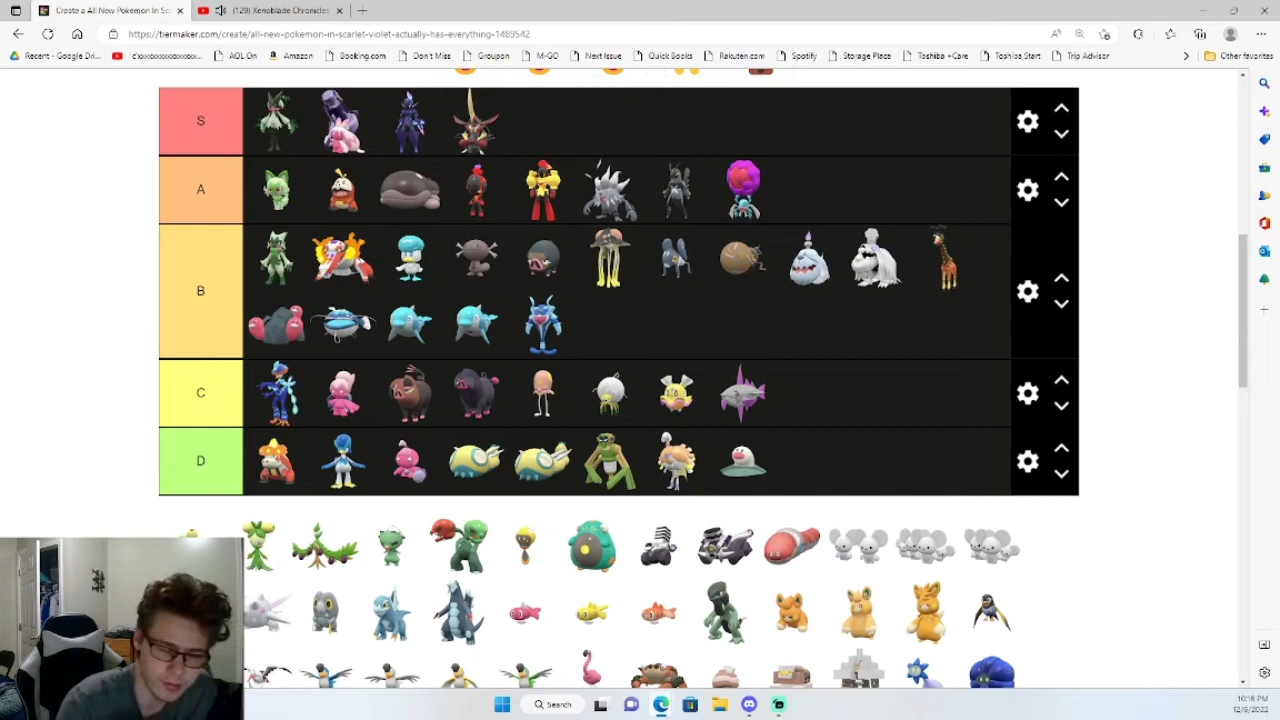 Create a All New Pokemon In Sc
(129) Xenoblade Chronicles
https://tiermaker.com/create/all-new-pokemon-in-scarlet-violet-actually-has-everything-1489542
Recent - Google Dri...
AOL On
Amazon
Booking.com
Don't Miss
Groupon
M-GO
Next Issue
Quick Books
Rakuten.com
Spotify
Storage Place
Toshiba +Care
Toshiba Start
Trip Advisor
Other favorites
S
A
B
C
D
Search
10:18 PM
12/6/2022